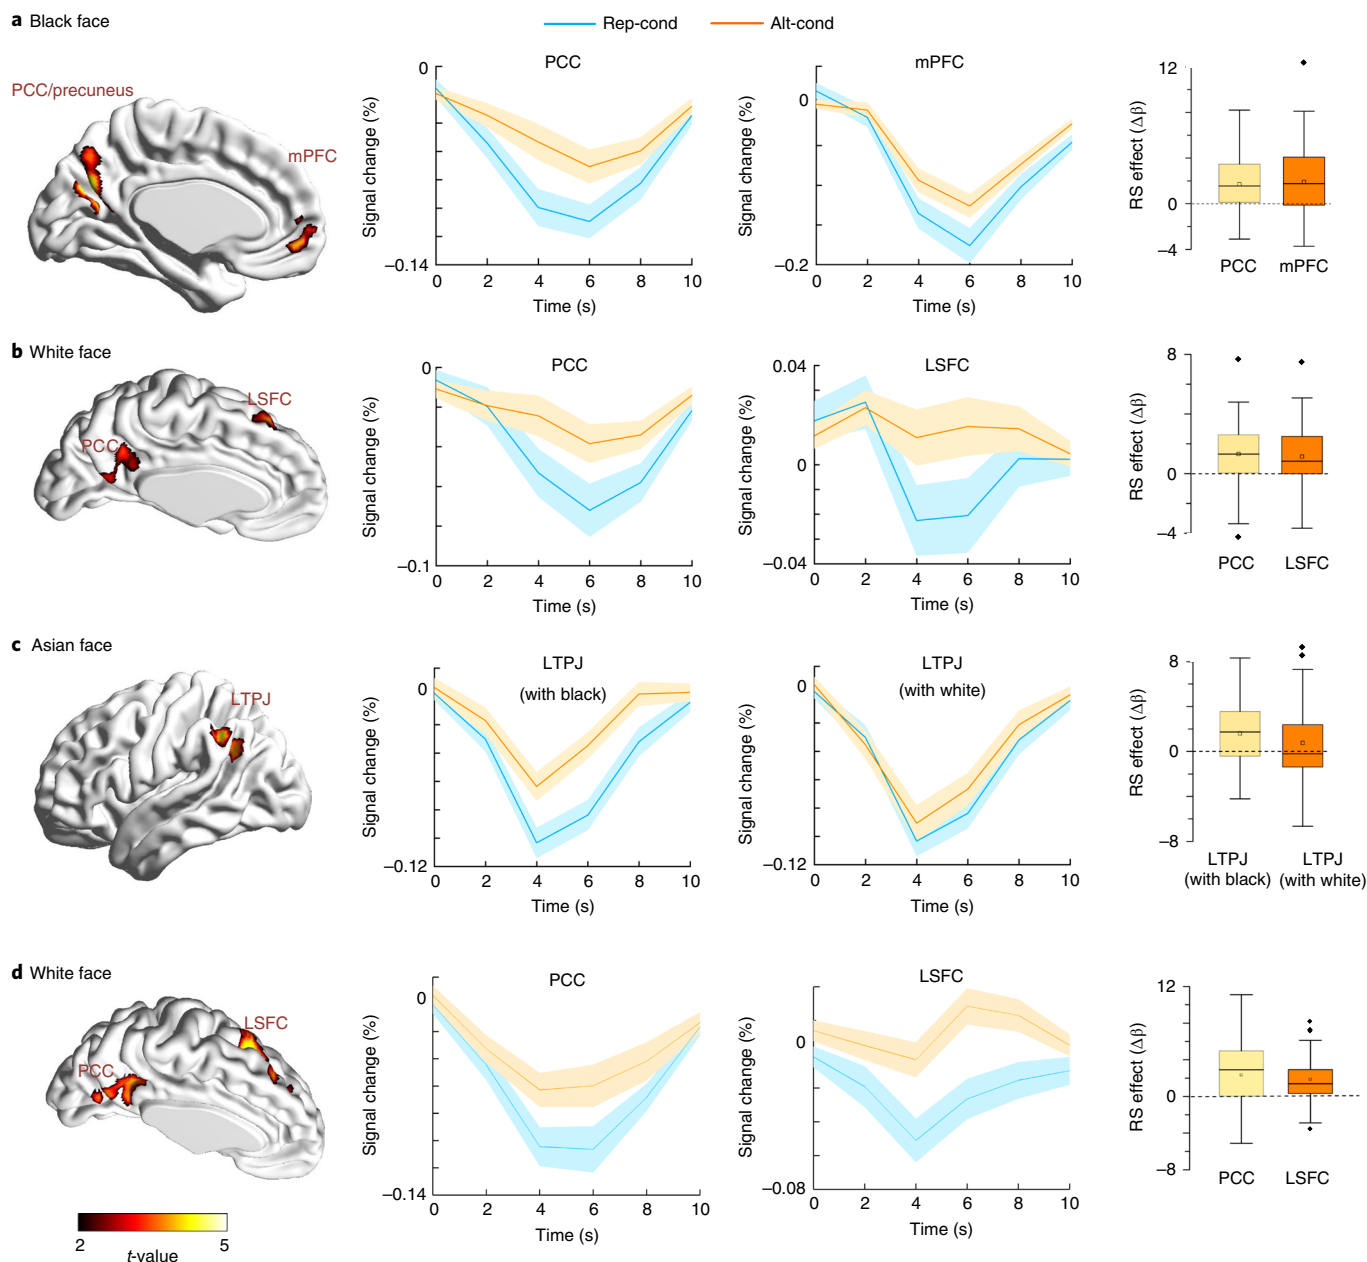 a Black face
Rep-cond
Alt-cond
PCC/precuneus
mPFC
PCC
0
Signal change (%)
–0.14
0 2 4 6 8 10
Time (s)
mPFC
0
Signal change (%)
–0.2
0 2 4 6 8 10
Time (s)
12
RS effect (Δβ)
0
–4
PCC mPFC
b White face
LSFC
PCC
PCC
0
Signal change (%)
–0.1
0 2 4 6 8 10
Time (s)
LSFC
0.04
Signal change (%)
0
–0.04
0 2 4 6 8 10
Time (s)
8
RS effect (Δβ)
0
–4
PCC LSFC
c Asian face
LTPJ
LTPJ
(with black)
0
Signal change (%)
–0.12
0 2 4 6 8 10
Time (s)
LTPJ
(with white)
0
Signal change (%)
–0.12
0 2 4 6 8 10
Time (s)
8
RS effect (Δβ)
0
–8
LTPJ LTPJ
(with black) (with white)
d White face
LSFC
PCC
2 5
t-value
PCC
0
Signal change (%)
–0.14
0 2 4 6 8 10
Time (s)
LSFC
0
Signal change (%)
–0.08
0 2 4 6 8 10
Time (s)
12
RS effect (Δβ)
0
–8
PCC LSFC